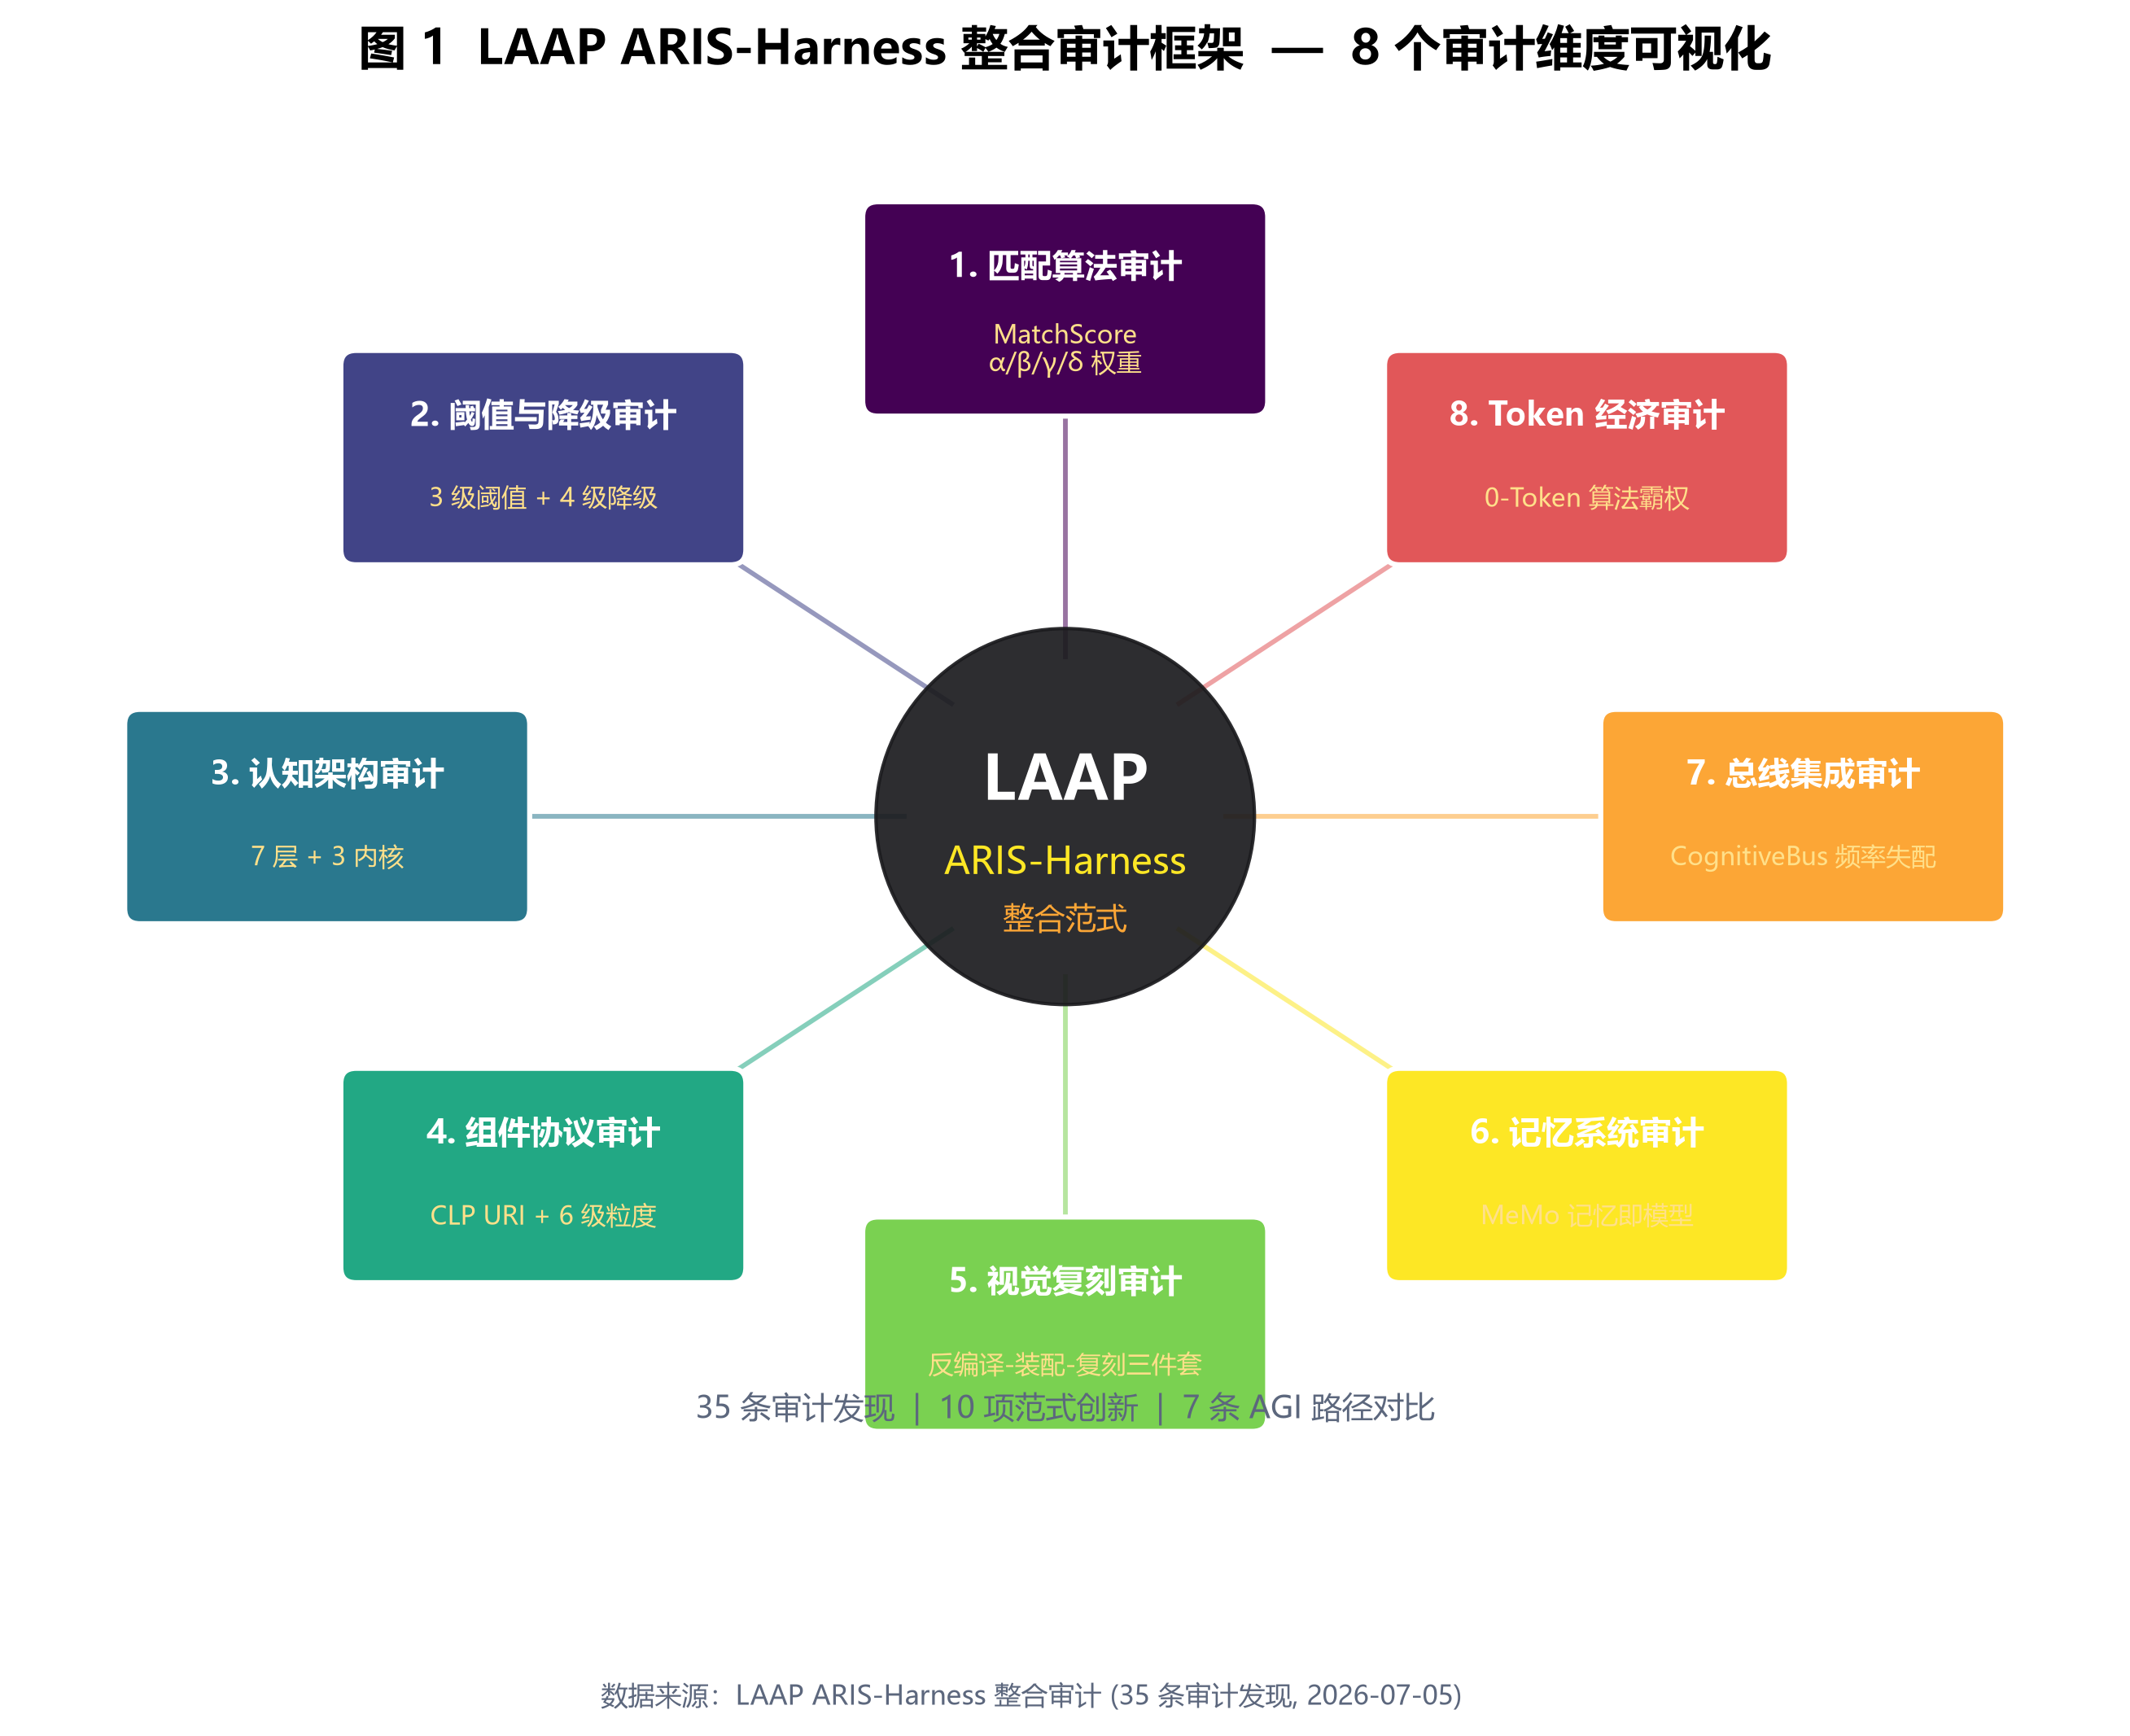 图 1 LAAP ARIS-Harness 整合审计框架 — 8 个审计维度可视化
1. 匹配算法审计
MatchScore
α/β/γ/δ 权重
2. 阈值与降级审计
3 级阈值 + 4 级降级
8. Token 经济审计
0-Token 算法霸权
3. 认知架构审计
7 层 + 3 内核
LAAP
ARIS-Harness
整合范式
7. 总线集成审计
CognitiveBus 频率失配
4. 组件协议审计
CLP URI + 6 级粒度
6. 记忆系统审计
MeMo 记忆即模型
5. 视觉复刻审计
反编译-装配-复刻三件套
35 条审计发现 | 10 项范式创新 | 7 条 AGI 路径对比
数据来源: LAAP ARIS-Harness 整合审计 (35 条审计发现, 2026-07-05)